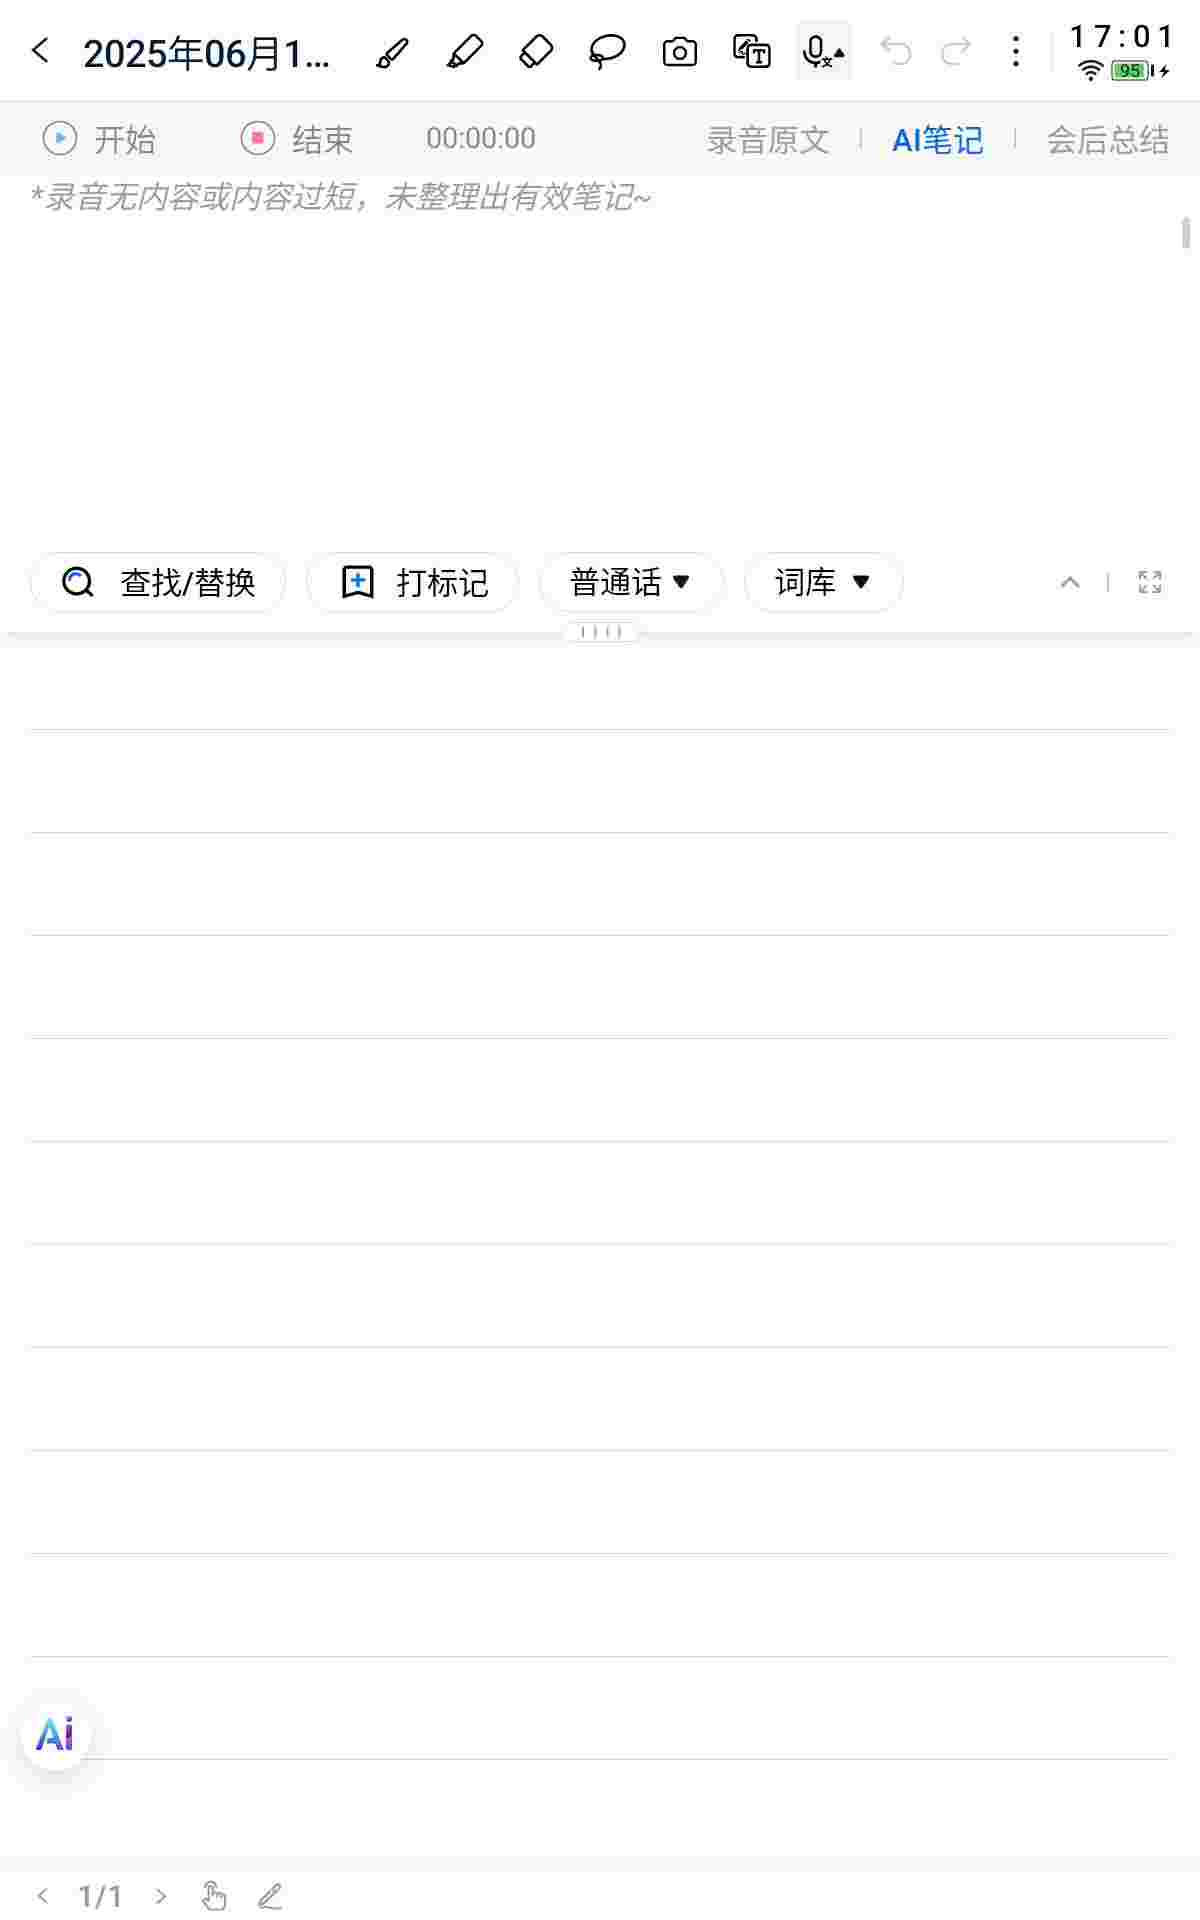 2025年06月1... 17:01
95
开始 结束 00:00:00 录音原文 AI笔记 会后总结
*录音无内容或内容过短，未整理出有效笔记~
查找/替换 打标记 普通话 词库
Ai
1/1